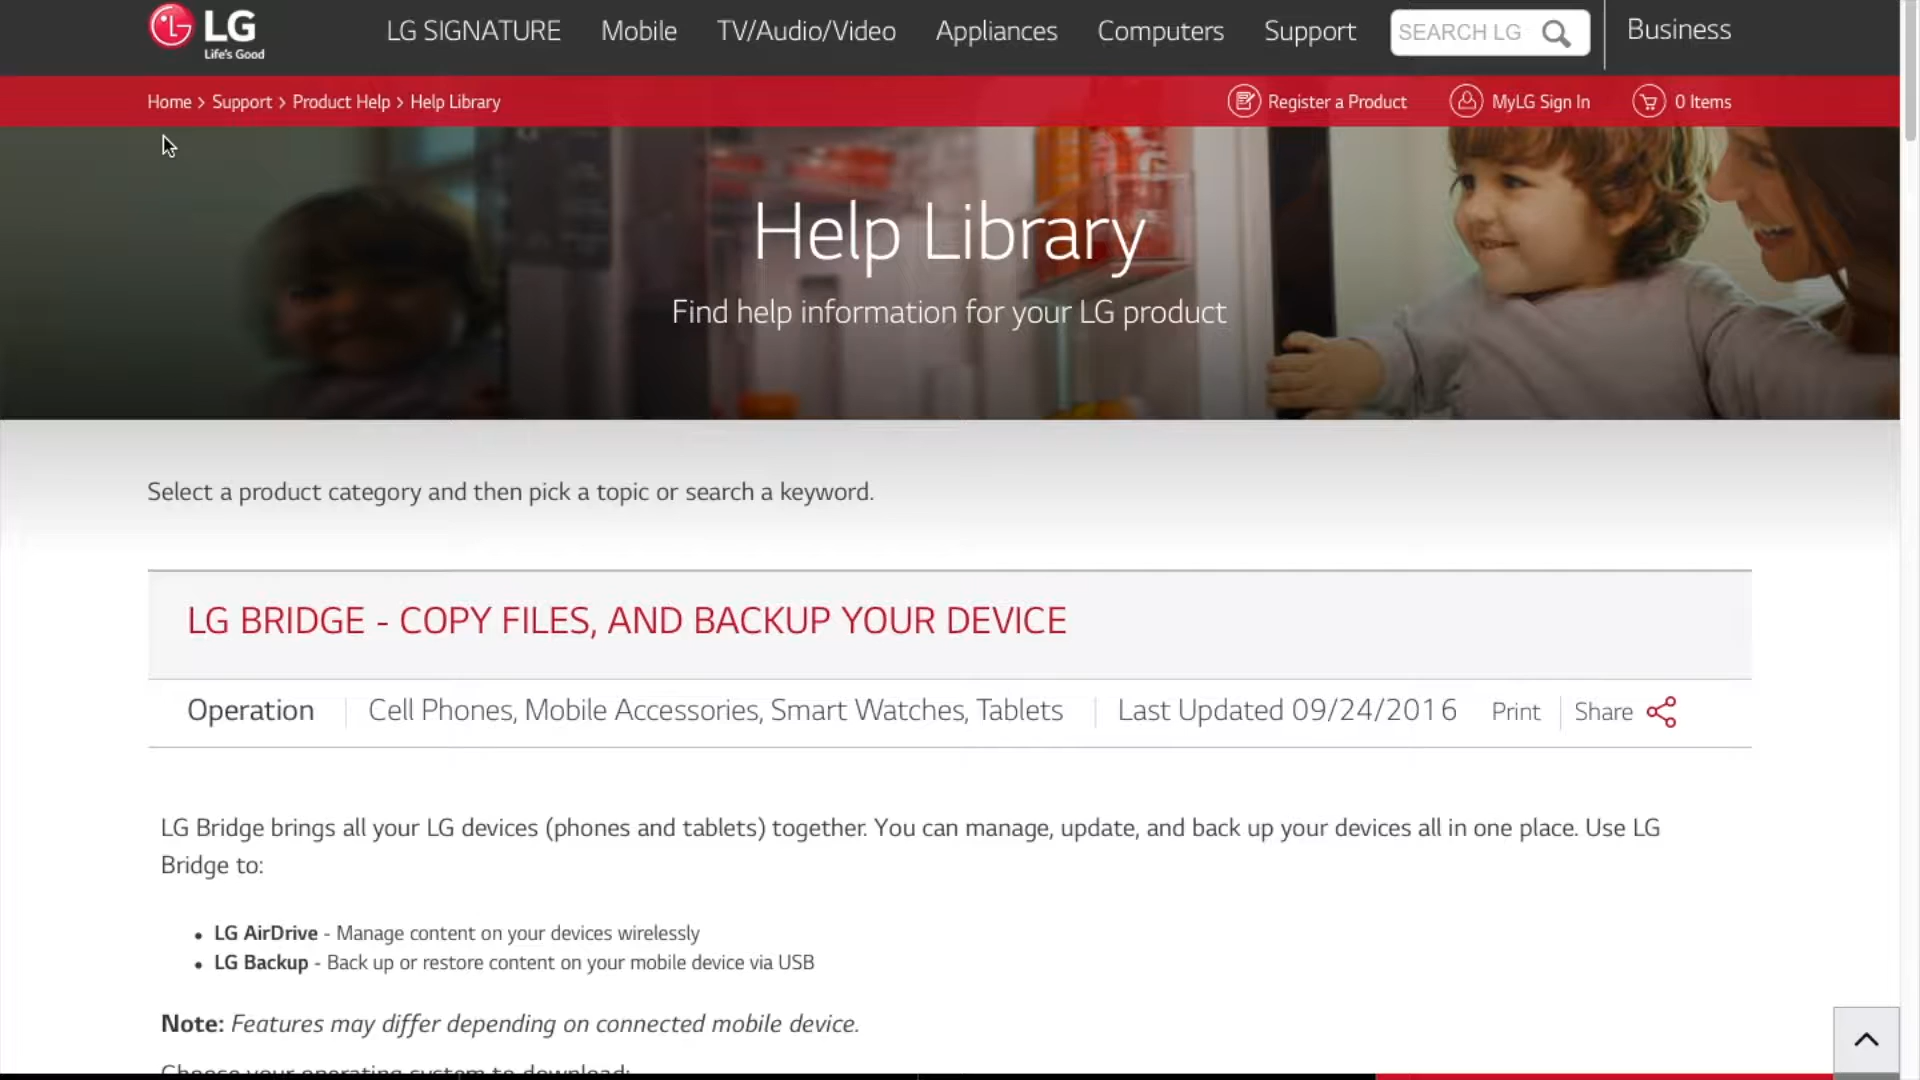 LG
Life's Good
LG SIGNATURE Mobile TV/Audio/Video Appliances Computers Support SEARCH LG Business
Home > Support > Product Help > Help Library Register a Product MyLG Sign In 0 Items
Help Library
Find help information for your LG product
Select a product category and then pick a topic or search a keyword.
LG BRIDGE - COPY FILES, AND BACKUP YOUR DEVICE
Operation Cell Phones, Mobile Accessories, Smart Watches, Tablets Last Updated 09/24/2016 Print Share
LG Bridge brings all your LG devices (phones and tablets) together. You can manage, update, and back up your devices all in one place. Use LG
Bridge to:
• LG AirDrive - Manage content on your devices wirelessly
• LG Backup - Back up or restore content on your mobile device via USB
Note: Features may differ depending on connected mobile device.
Choose your operating system to download: